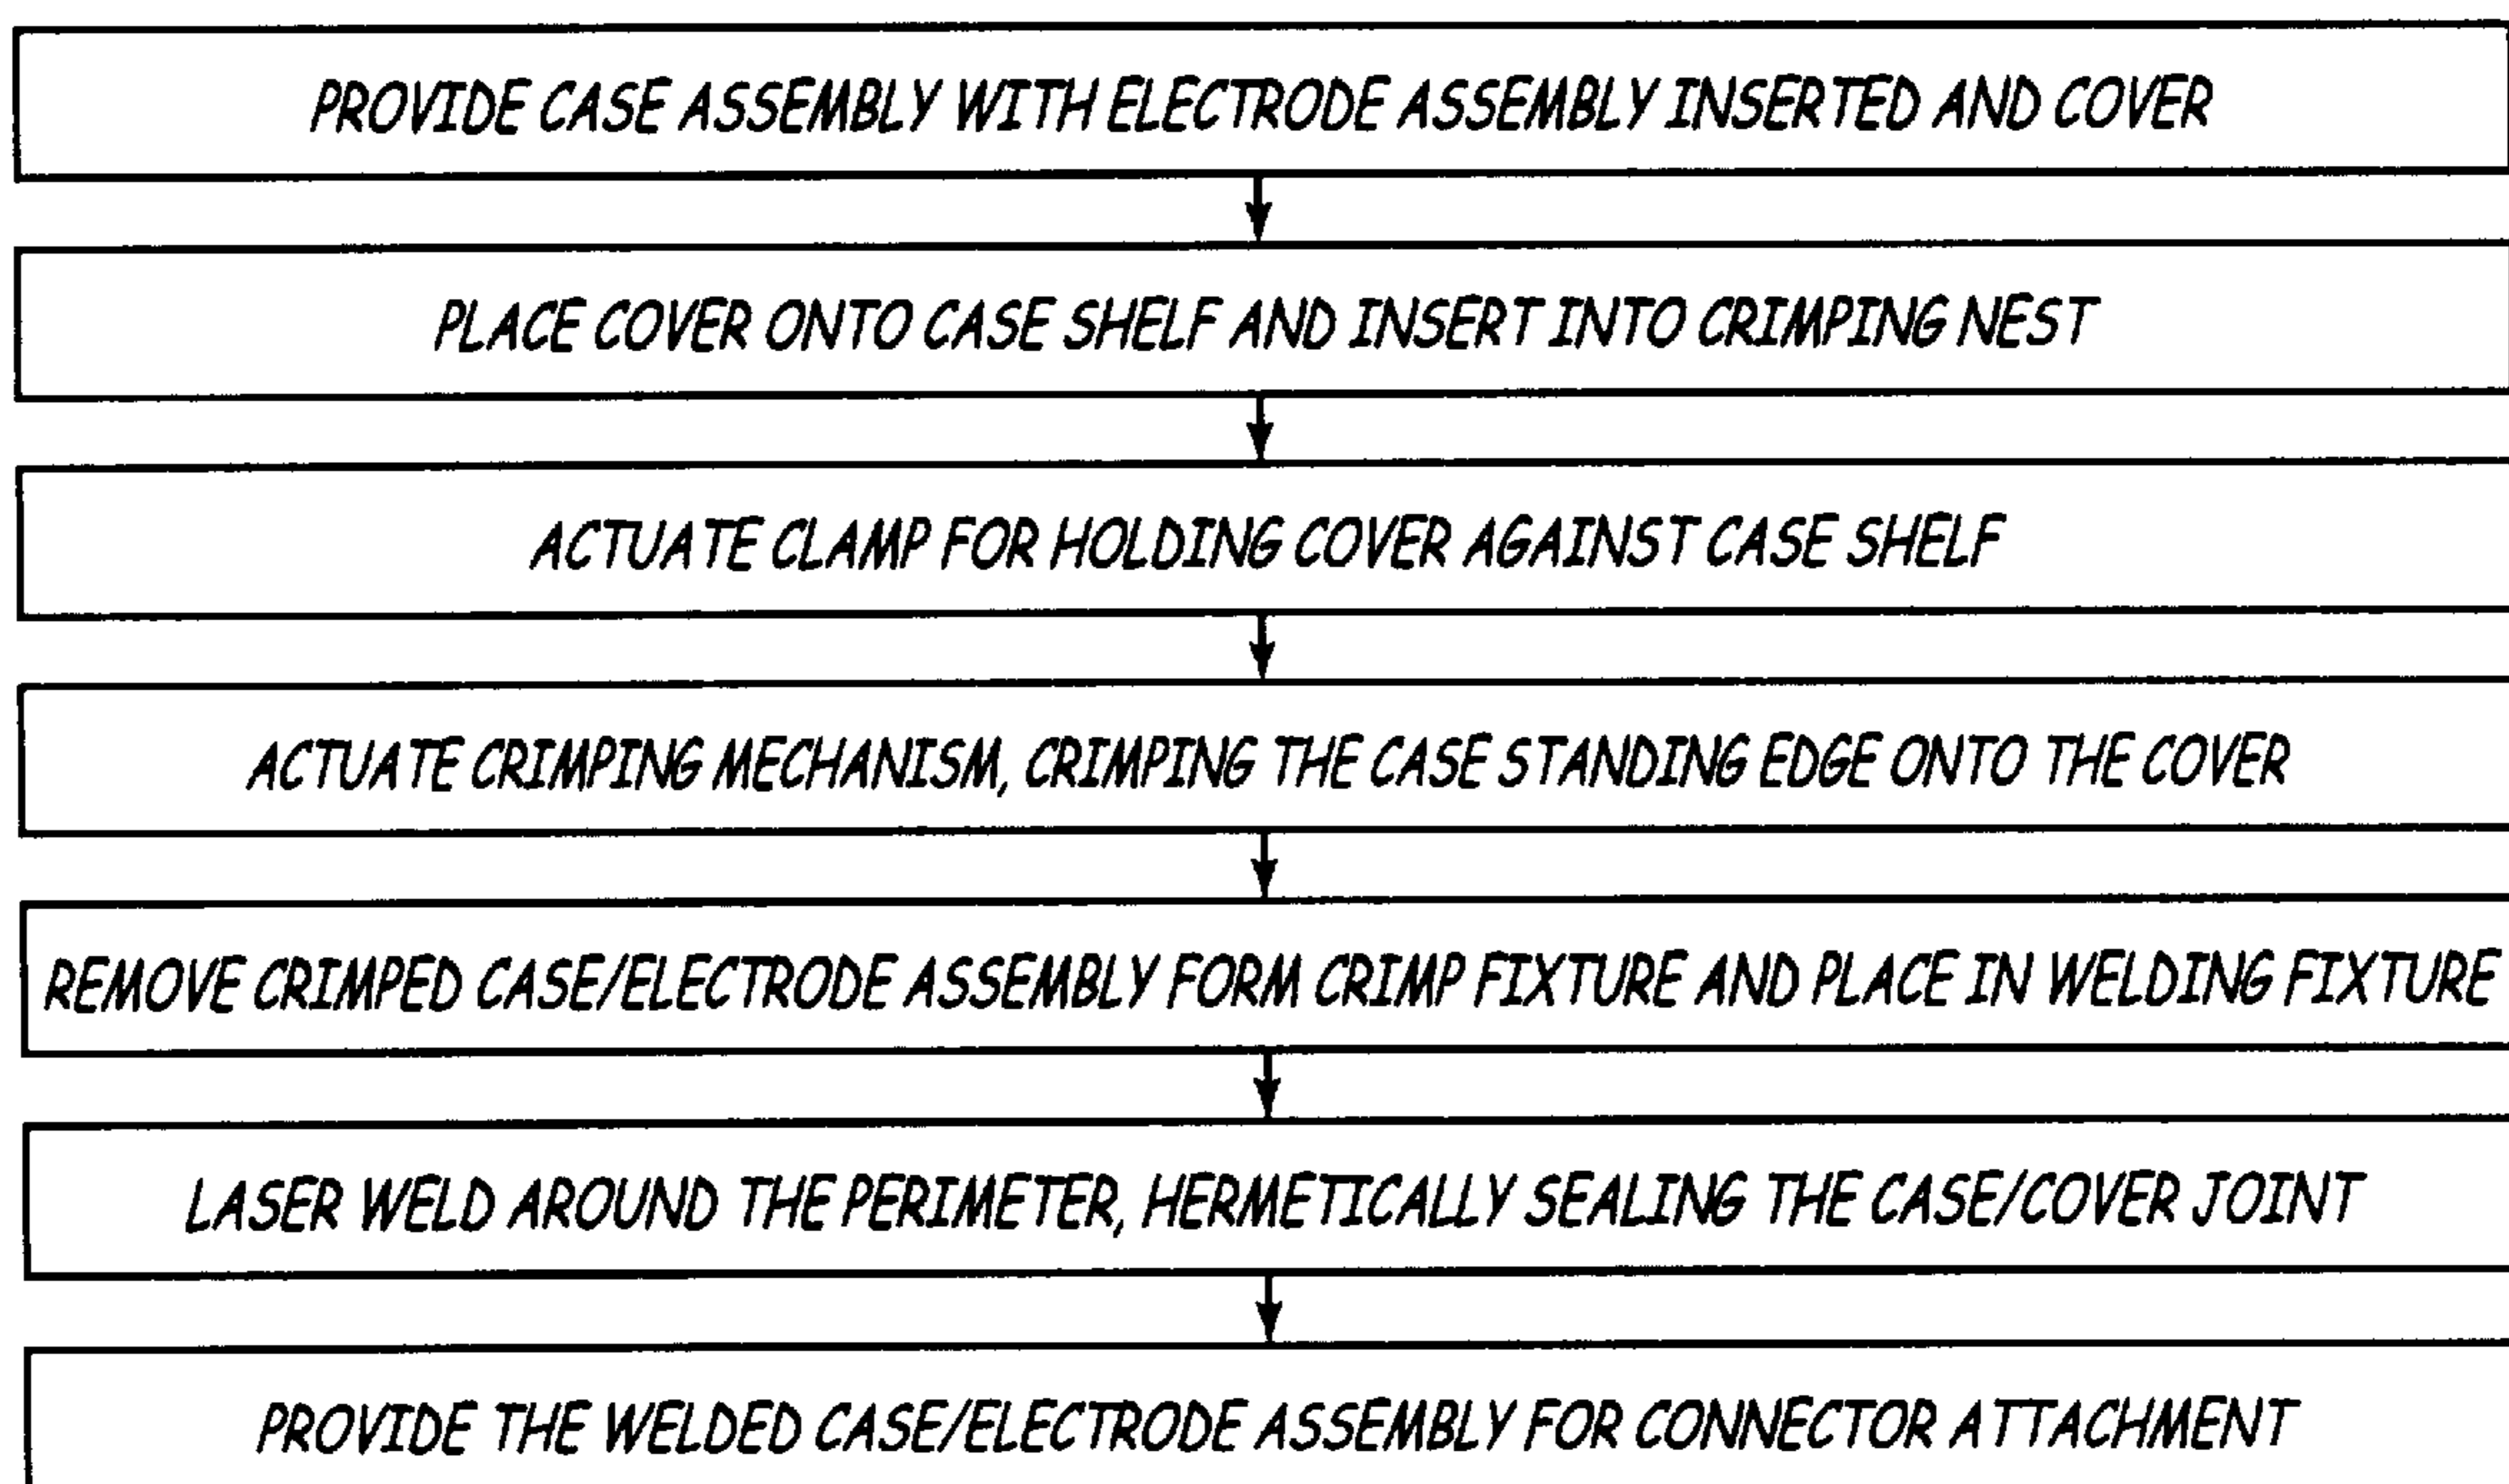 PROVIDE CASE ASSEMBLY WITH ELECTRODE ASSEMBLY INSERTED AND COVER
PLACE COVER ONTO CASE SHELF AND INSERT INTO CRIMPING NEST
ACTUATE CLAMP FOR HOLDING COVER AGAINST CASE SHELF
ACTUATE CRIMPING MECHANISM, CRIMPING THE CASE STANDING EDGE ONTO THE COVER
REMOVE CRIMPED CASE/ELECTRODE ASSEMBLY FORM CRIMP FIXTURE AND PLACE IN WELDING FIXTURE
LASER WELD AROUND THE PERIMETER, HERMETICALLY SEALING THE CASE/COVER JOINT
PROVIDE THE WELDED CASE/ELECTRODE ASSEMBLY FOR CONNECTOR ATTACHMENT